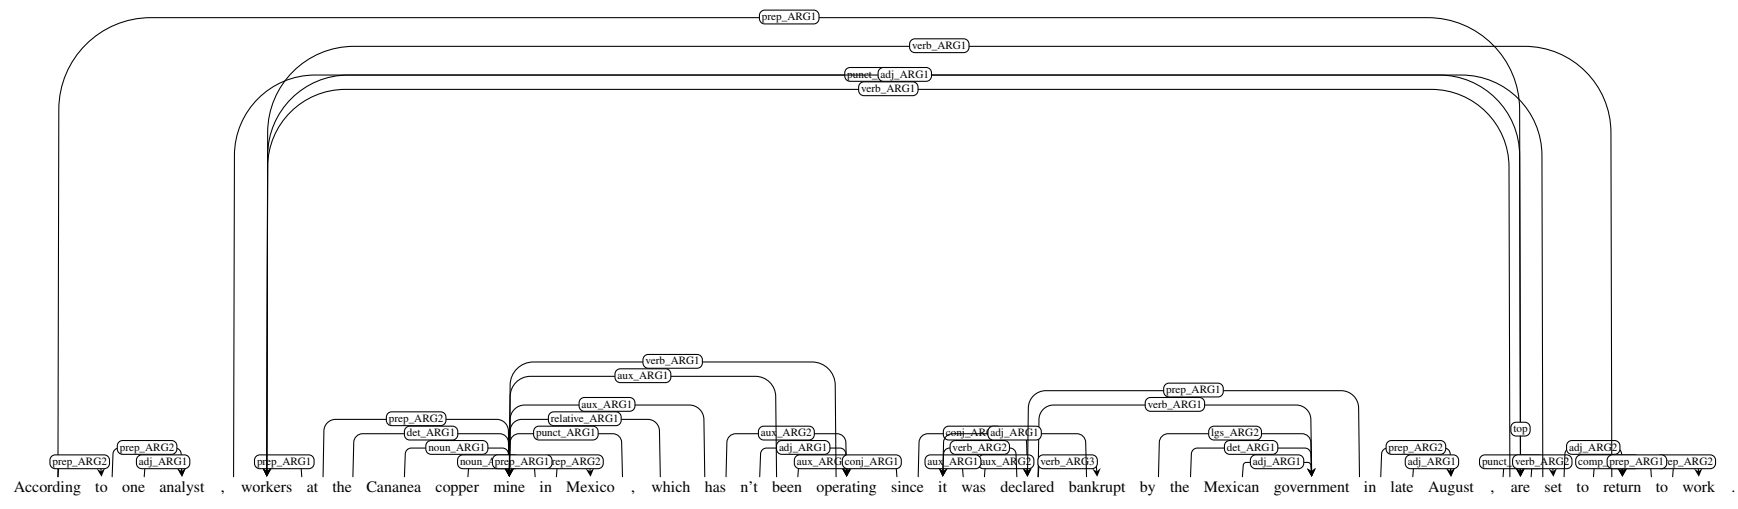 prep_ARG1
verb_ARG1
punct_ adj_ARG1
verb_ARG1
verb_ARG1
aux_ARG1
prep_ARG1
aux_ARG1 verb_ARG1
prep_ARG2 relative_ARG1
top
det_ARG1 punct_ARG1 aux_ARG2 adj_ARG1 lgs_ARG2
prep_ARG2 noun_ARG1 adj_ARG1 verb_ARG2 det_ARG1 prep_ARG2 adj_ARG2
prep_ARG2 adj_ARG1 prep_ARG1 prep_ARG1 conj_ARG1 aux_ARG1 aux_ARG2 verb_ARG3 adj_ARG1 adj_ARG1 punct_ verb_ARG2 comp_ prep_ARG1
According to one analyst , workers at the Cananea copper mine in Mexico , which has n't been operating since it was declared bankrupt by the Mexican government in late August , are set to return to work .